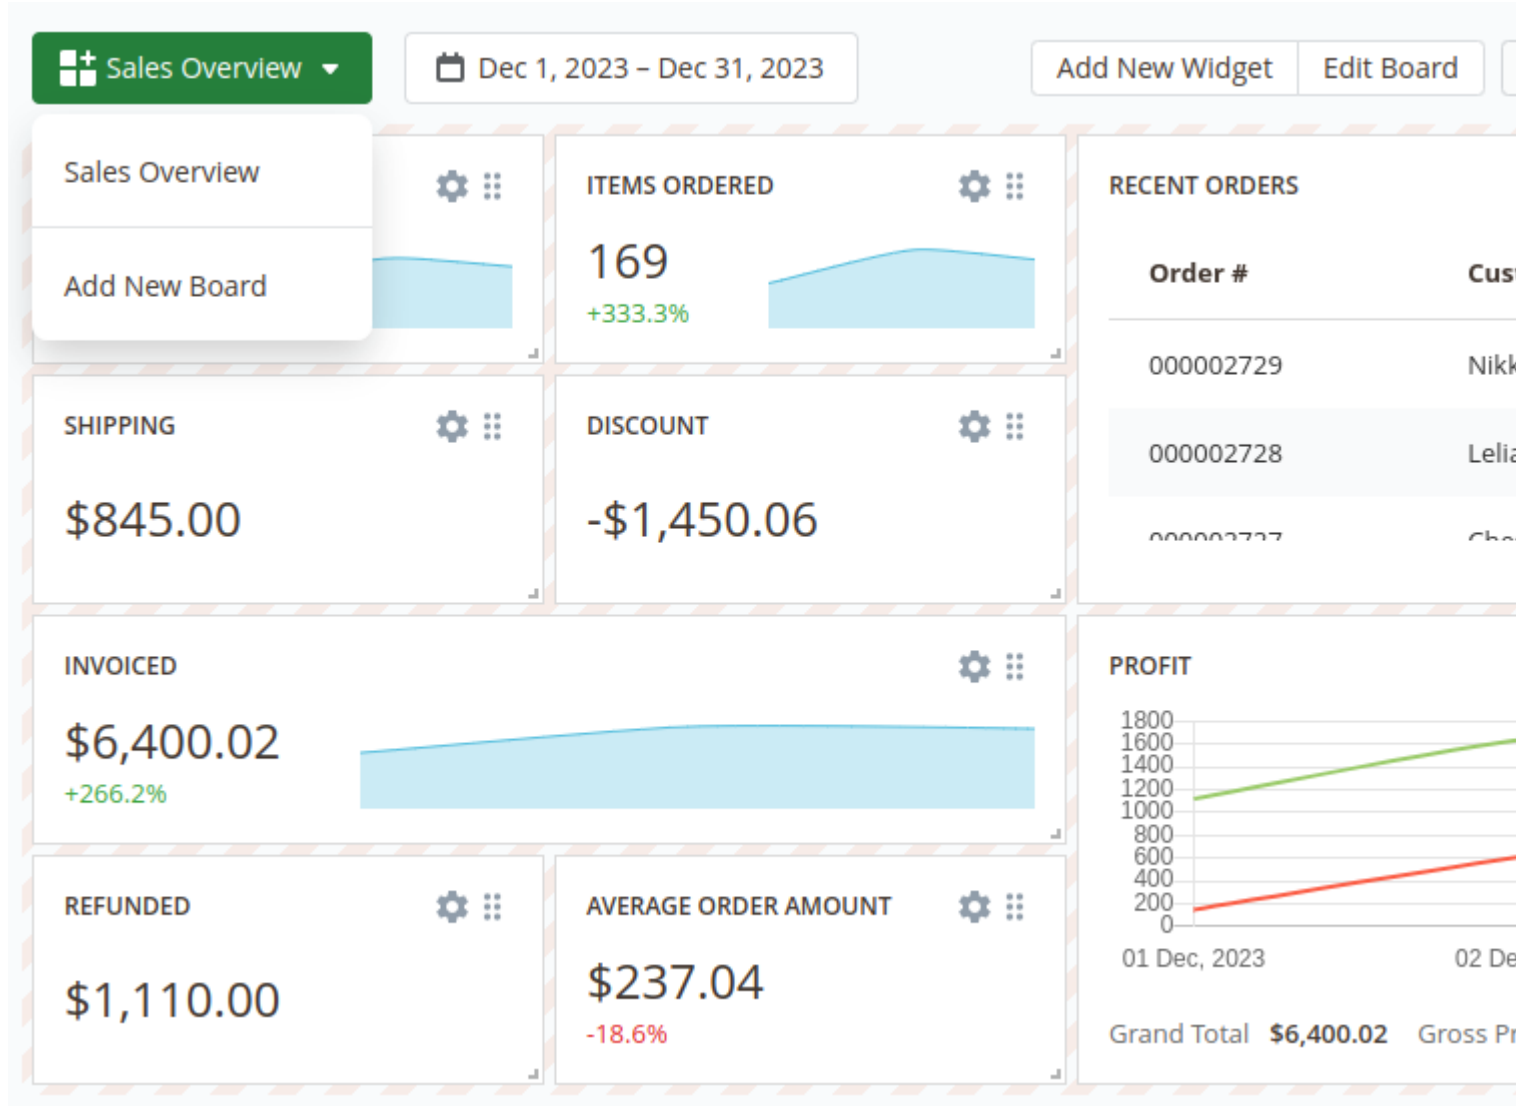 Sales Overview
Dec 1, 2023 – Dec 31, 2023
Add New Widget
Edit Board
Sales Overview
Add New Board
ITEMS ORDERED
169
+333.3%
RECENT ORDERS
Order #
000002729
000002728
000002727
SHIPPING
$845.00
DISCOUNT
-$1,450.06
INVOICED
$6,400.02
+266.2%
PROFIT
1800
1600
1400
1200
1000
800
600
400
200
0
01 Dec, 2023
02
Grand Total $6,400.02 Gross
REFUNDED
$1,110.00
AVERAGE ORDER AMOUNT
$237.04
-18.6%